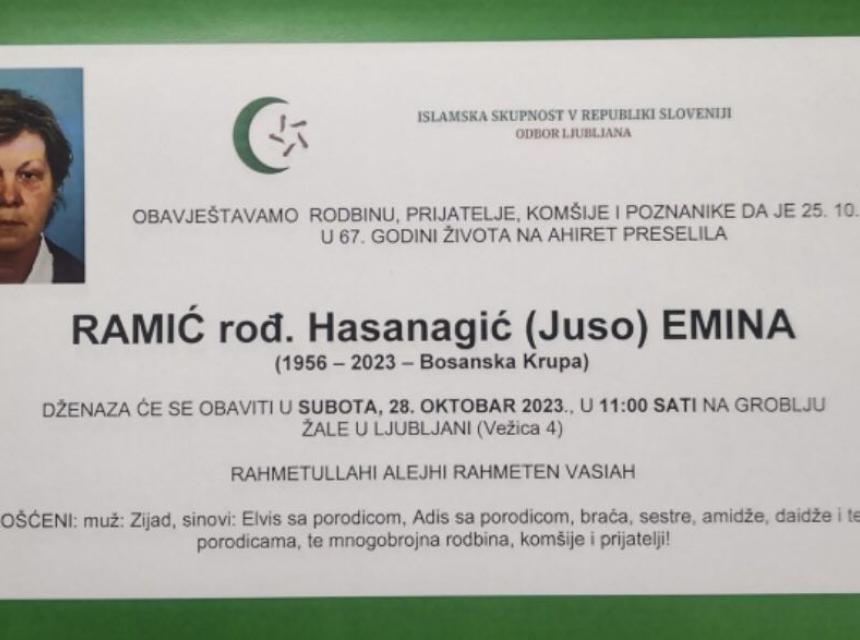 ISLAMSKA SKUPNOST V REPUBLIKI SLOVENIJI
ODBOR LJUBLJANA
OBAVJEŠTAVAMO RODBINU, PRIJATELJE, KOMŠIJE I POZNANIKE DA JE 25. 10.
U 67. GODINI ŽIVOTA NA AHIRET PRESELILA
RAMIĆ rođ. Hasanagić (Juso) EMINA
(1956 – 2023 – Bosanska Krupa)
DŽENAZA ĆE SE OBAVITI U SUBOTA, 28. OKTOBAR 2023., U 11:00 SATI NA GROBLJU
ŽALE U LJUBLJANI (Vežica 4)
RAHMETULLAHI ALEJHI RAHMETEN VASIAH
OŠĆENI: muž: Zijad, sinovi: Elvis sa porodicom, Adis sa porodicom, braća, sestre, amidže, daidže i te
porodicama, te mnogobrojna rodbina, komšije i prijatelji!